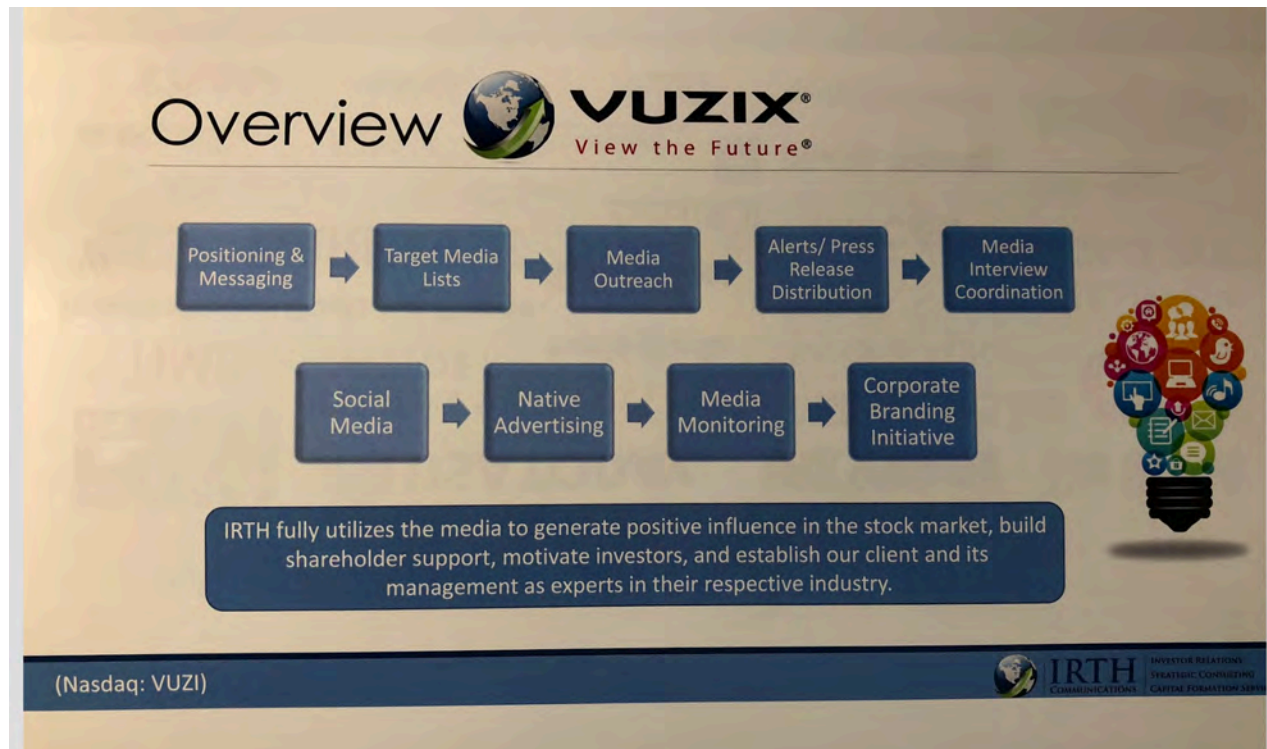 Overview
VUZIX®
View the Future®
Positioning &
Messaging
Target Media
Lists
Media
Outreach
Alerts/ Press
Release
Distribution
Media
Interview
Coordination
Social
Media
Native
Advertising
Media
Monitoring
Corporate
Branding
Initiative
IRTH fully utilizes the media to generate positive influence in the stock market, build
shareholder support, motivate investors, and establish our client and its
management as experts in their respective industry.
(Nasdaq: VUZI)
IRTH
COMMUNICATIONS
INVESTOR RELATIONS
STRATEGIC CONSULTING
CAPITAL FORMATION